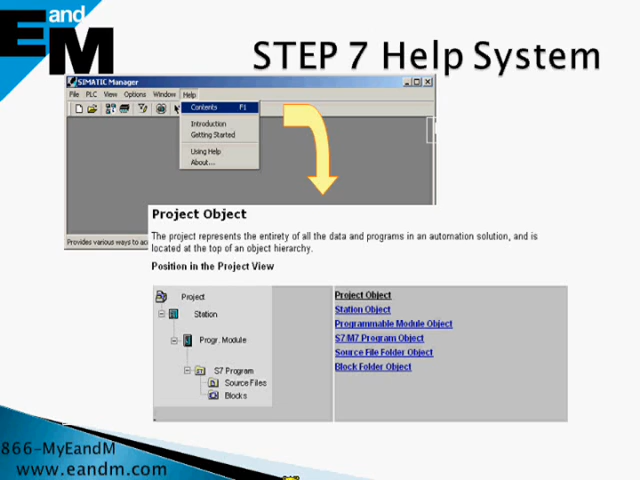 E and M
STEP 7 Help System
SIMATIC Manager
File PLC View Options Window Help
Contents F1
Introduction
Getting Started
Using Help
About...
Provides various ways to
Project Object
The project represents the entirety of all the data and programs in an automation solution, and is
located at the top of an object hierarchy.
Position in the Project View
Project
Station
Progr. Module
S7 Program
Source Files
Blocks
Project Object
Station Object
Programmable Module Object
S7/M7 Program Object
Source File Folder Object
Block Folder Object
866-MyEandM
www.eandm.com